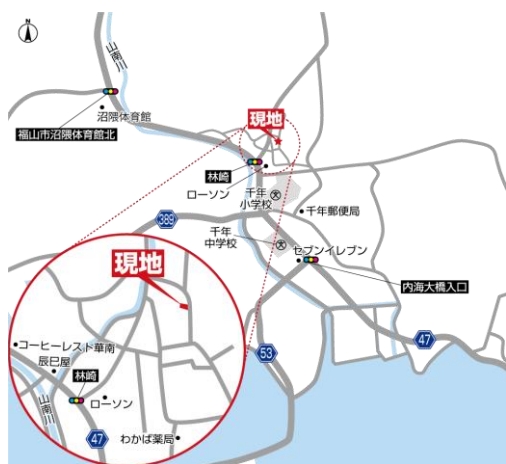 N
山南川
沼隈体育館
福山市沼隈体育館北
現地
林崎
ローソン
千年
小学校
文
389
千年郵便局
千年
中学校
文
セブンイレブン
内海大橋入口
現地
53
47
コーヒーレスト華南
辰巳屋
林崎
ローソン
山南川
47
わかば薬局